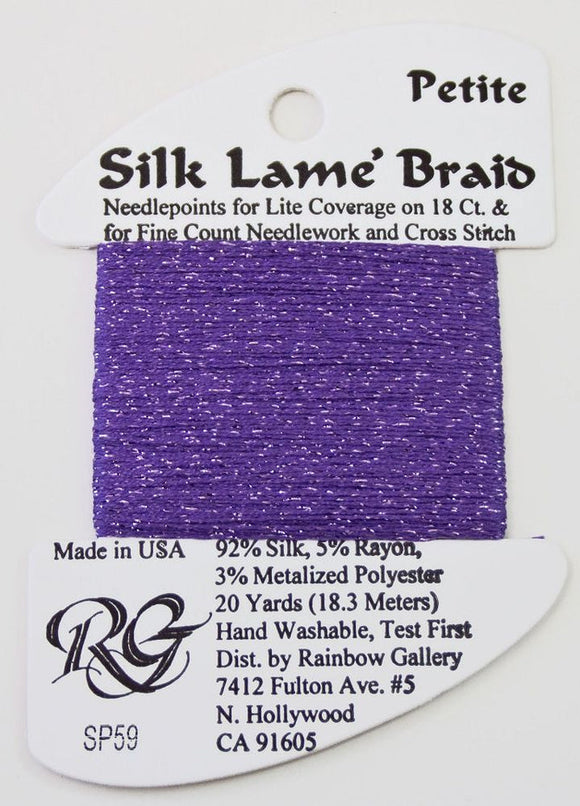 Petite
Silk Lame' Braid
Needlepoints for Lite Coverage on 18 Ct. &
for Fine Count Needlework and Cross Stitch
Made in USA
RG
SP59
92% Silk, 5% Rayon,
3% Metalized Polyester
20 Yards (18.3 Meters)
Hand Washable, Test First
Dist. by Rainbow Gallery
7412 Fulton Ave. #5
N. Hollywood
CA 91605